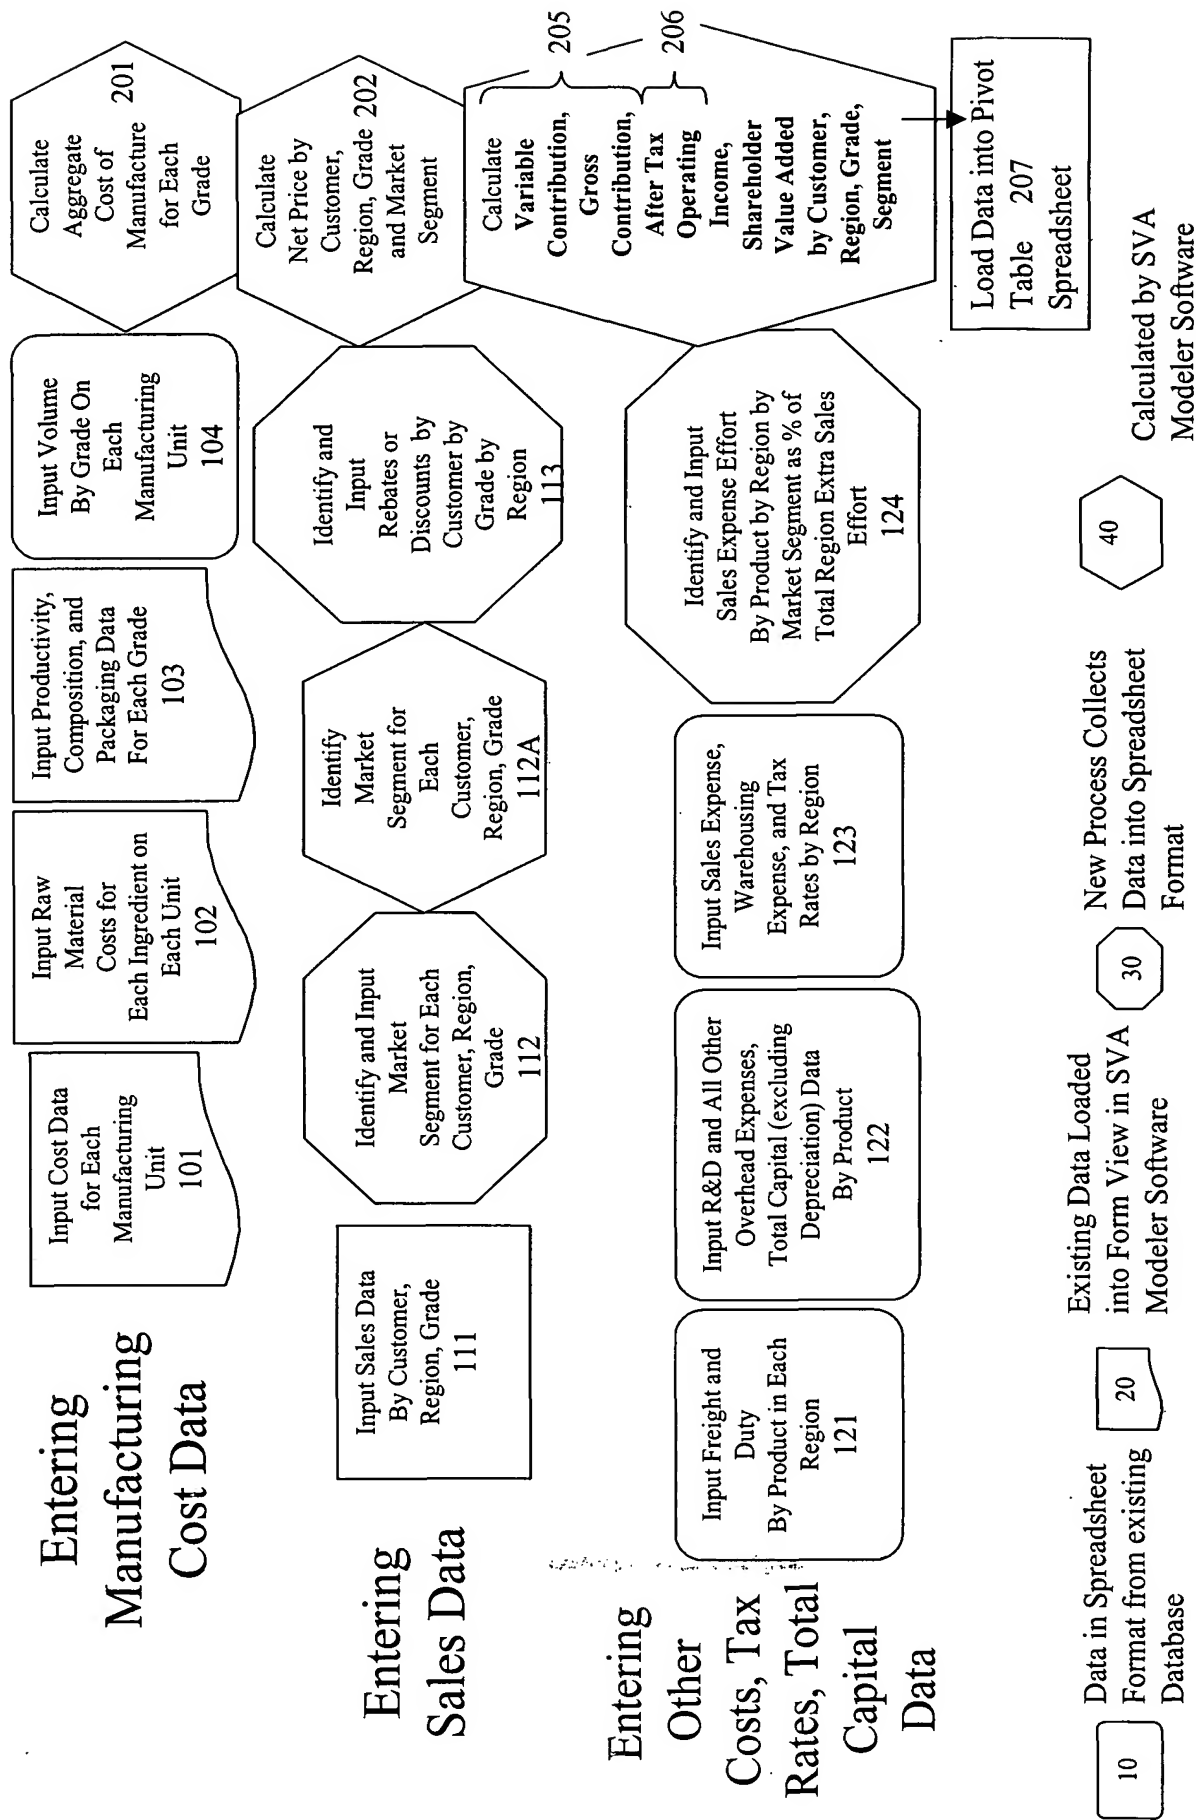 Entering
Manufacturing
Cost Data
Input Cost Data
for Each
Manufacturing
Unit
101
Input Raw
Material
Costs for
Each Ingredient on
Each Unit
102
Input Productivity,
Composition, and
Packaging Data
For Each Grade
103
Input Volume
By Grade On
Each
Manufacturing
Unit
104
Calculate
Aggregate
Cost of
Manufacture 201
for Each
Grade
Entering
Sales Data
Input Sales Data
By Customer,
Region, Grade
111
Identify and Input
Market
Segment for Each
Customer, Region,
Grade
112
Identify
Market
Segment for
Each
Customer,
Region, Grade
112A
Identify and
Input
Rebates or
Discounts by
Customer by
Grade by
Region
113
Calculate
Net Price by
Customer,
Region, Grade 202
and Market
Segment
Entering
Other
Costs, Tax
Rates, Total
Capital
Data
Input Freight and
Duty
By Product in Each
Region
121
Input R&D and All Other
Overhead Expenses,
Total Capital (excluding
Depreciation) Data
By Product
122
Input Sales Expense,
Warehousing
Expense, and Tax
Rates by Region
123
Identify and Input
Sales Expense Effort
By Product by Region by
Market Segment as % of
Total Region Extra Sales
Effort
124
Calculate
Variable
Contribution,
Gross
Contribution,
After Tax
Operating
Income,
Shareholder
Value Added
by Customer,
Region, Grade,
Segment
205
206
Load Data into Pivot
Table 207
Spreadsheet
10
Data in Spreadsheet
Format from existing
Database
20
Existing Data Loaded
into Form View in SVA
Modeler Software
30
New Process Collects
Data into Spreadsheet
Format
40
Calculated by SVA
Modeler Software